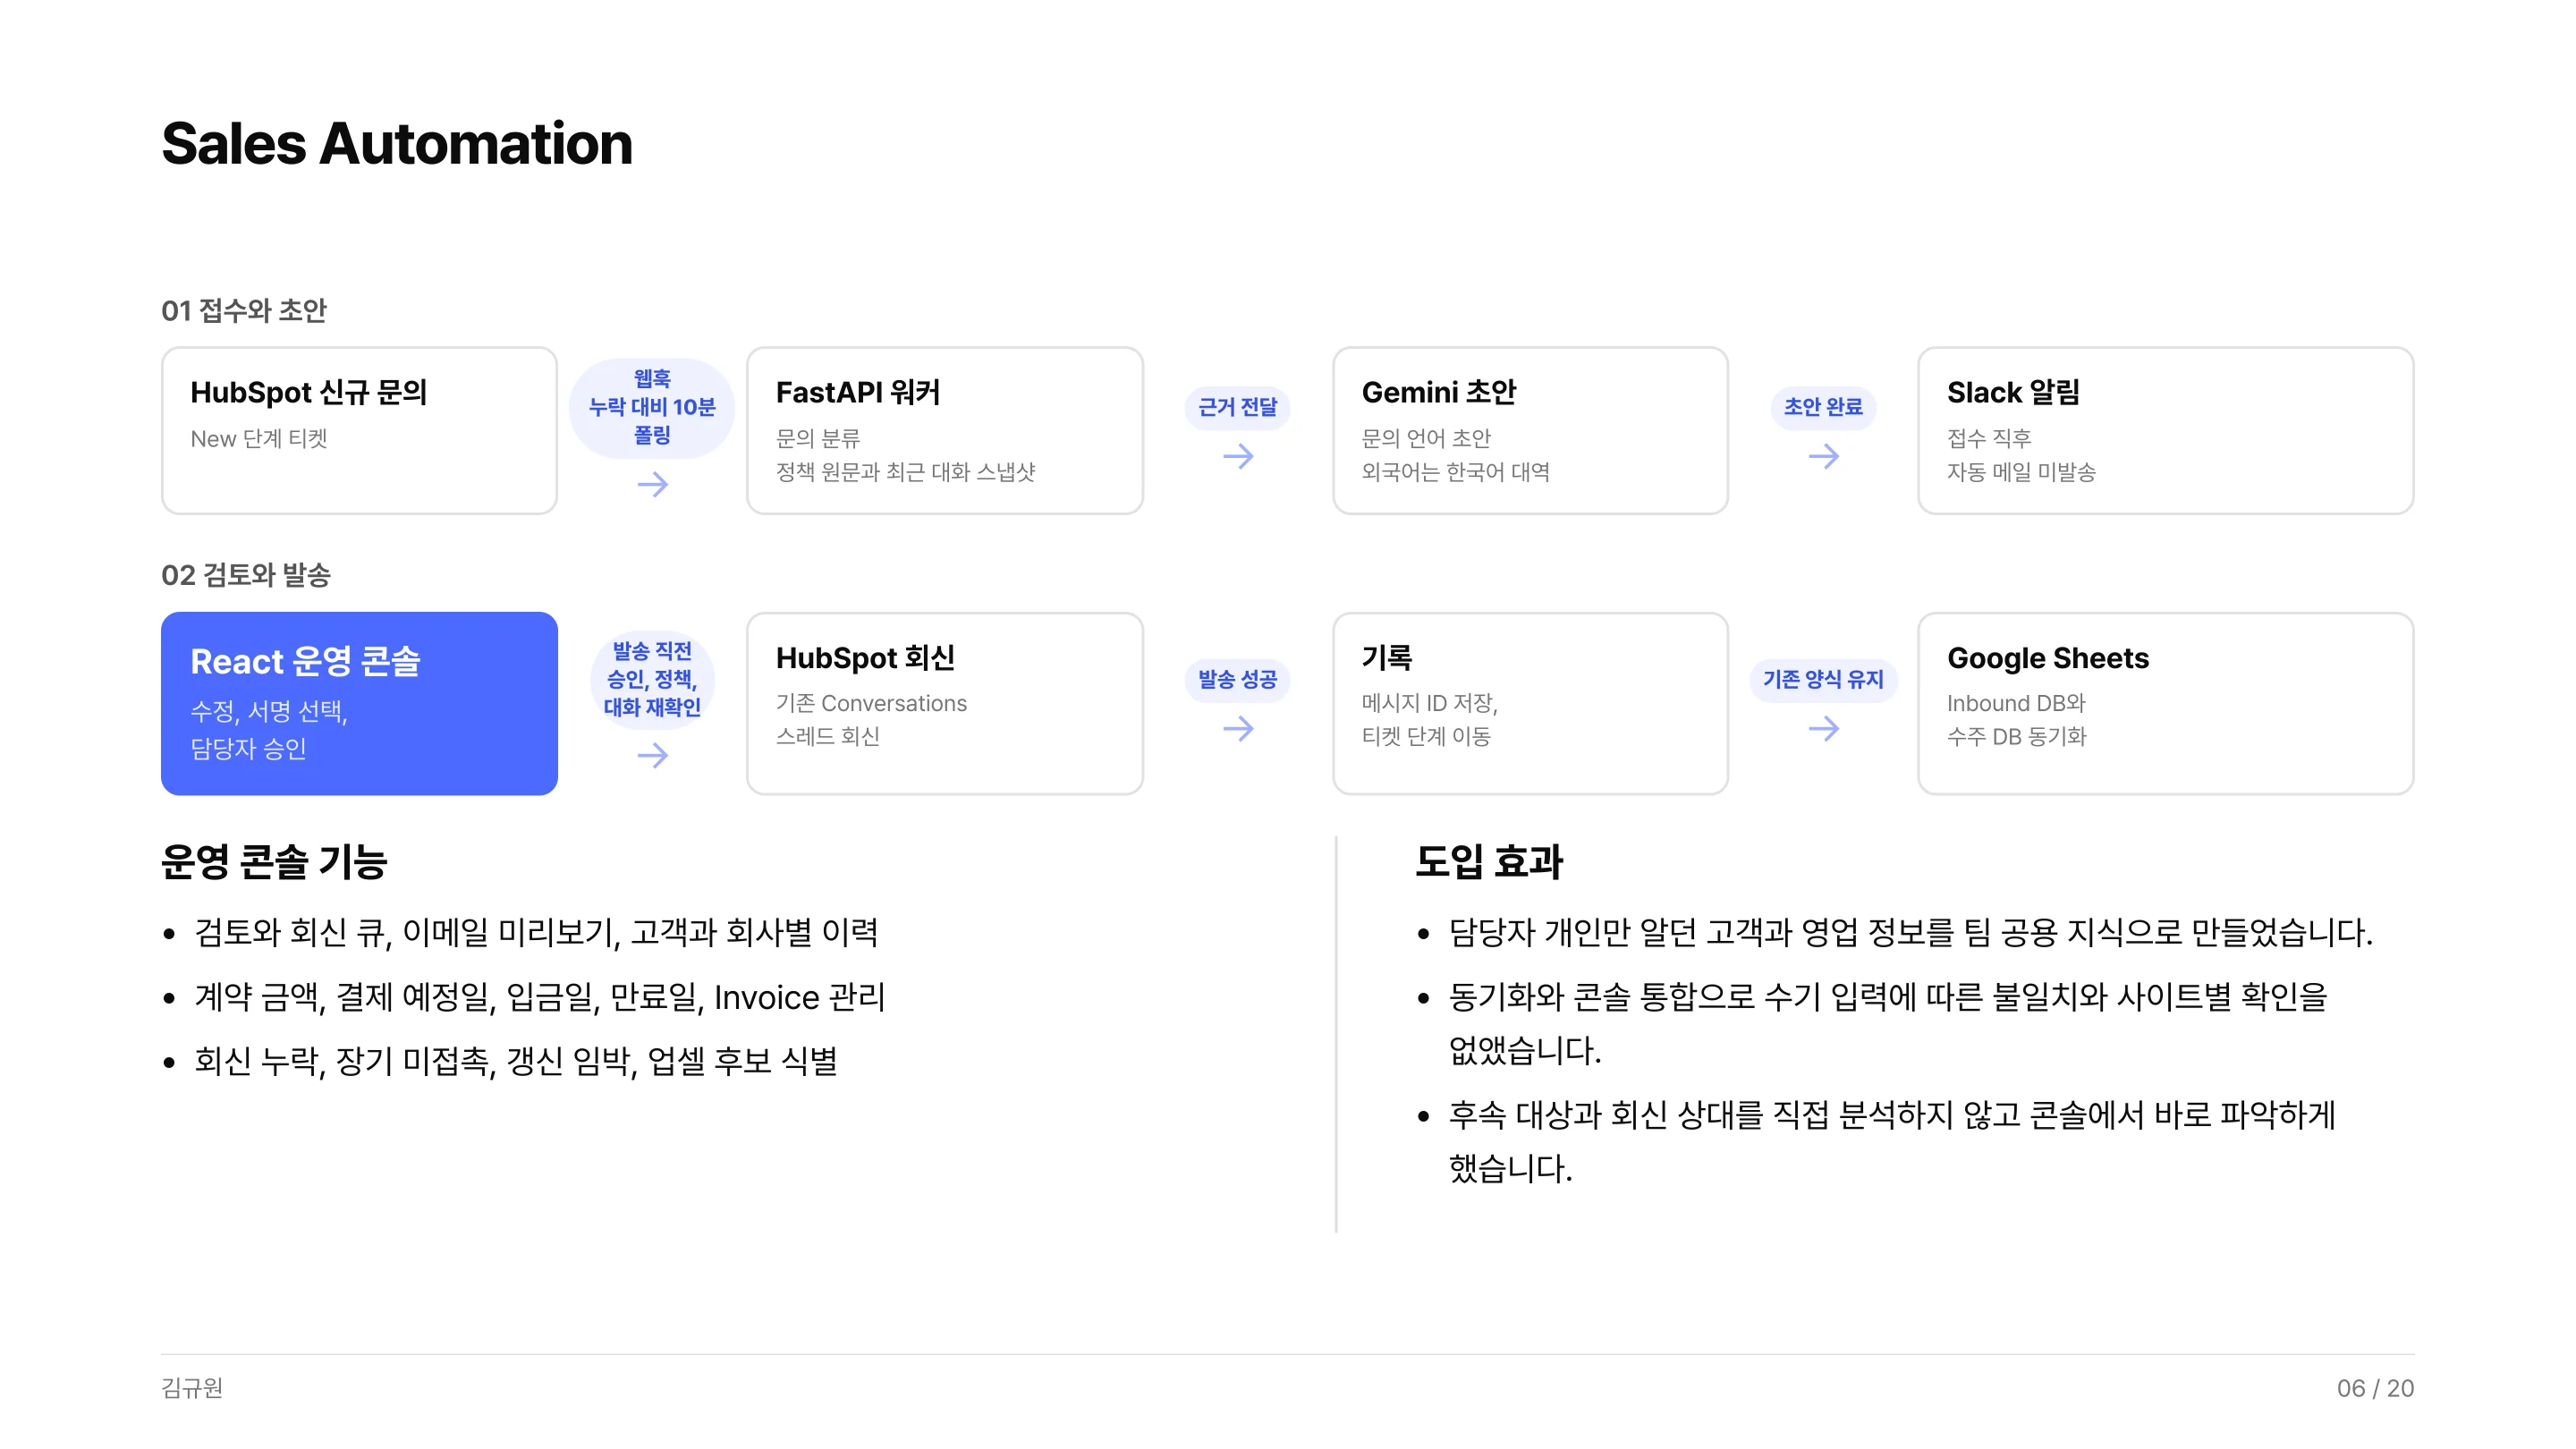 Sales Automation
01 접수와 초안
HubSpot 신규 문의
New 단계 티켓
웹훅
누락 대비 10분
폴링
FastAPI 워커
문의 분류
정책 원문과 최근 대화 스냅샷
근거 전달
Gemini 초안
문의 언어 초안
외국어는 한국어 대역
초안 완료
Slack 알림
접수 직후
자동 메일 미발송
02 검토와 발송
React 운영 콘솔
수정, 서명 선택,
담당자 승인
발송 직전
승인, 정책,
대화 재확인
HubSpot 회신
기존 Conversations
스레드 회신
발송 성공
기록
메시지 ID 저장,
티켓 단계 이동
기존 양식 유지
Google Sheets
Inbound DB와
수주 DB 동기화
운영 콘솔 기능
• 검토와 회신 큐, 이메일 미리보기, 고객과 회사별 이력
• 계약 금액, 결제 예정일, 입금일, 만료일, Invoice 관리
• 회신 누락, 장기 미접촉, 갱신 임박, 업셀 후보 식별
도입 효과
• 담당자 개인만 알던 고객과 영업 정보를 팀 공용 지식으로 만들었습니다.
• 동기화와 콘솔 통합으로 수기 입력에 따른 불일치와 사이트별 확인을
없앴습니다.
• 후속 대상과 회신 상대를 직접 분석하지 않고 콘솔에서 바로 파악하게
했습니다.
김규원
06 / 20